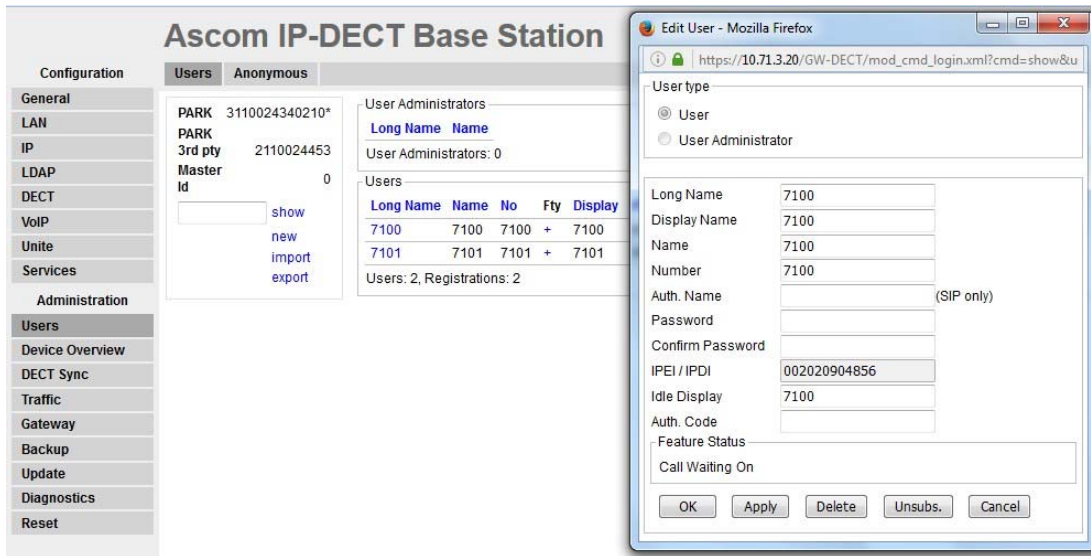 Ascom IP-DECT Base Station
Configuration
General
LAN
IP
LDAP
DECT
VoIP
Unite
Services
Administration
Users
Device Overview
DECT Sync
Traffic
Gateway
Backup
Update
Diagnostics
Reset
Users Anonymous
PARK 3110024340210*
PARK 3rd pty 2110024453
Master Id 0
show
new
import
export
User Administrators
Long Name Name
User Administrators: 0
Users
Long Name Name No Fty Display
7100 7100 7100 + 7100
7101 7101 7101 + 7101
Users: 2, Registrations: 2
Edit User - Mozilla Firefox
https://10.71.3.20/GW-DECT/mod_cmd_login.xml?cmd=show&u
User type
User
User Administrator
Long Name 7100
Display Name 7100
Name 7100
Number 7100
Auth. Name (SIP only)
Password
Confirm Password
IPEI / IPDI 002020904856
Idle Display 7100
Auth. Code
Feature Status
Call Waiting On
OK Apply Delete Unsubs. Cancel